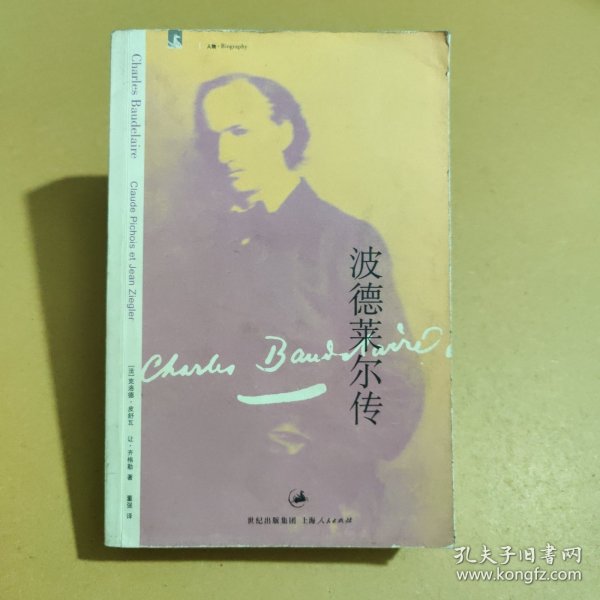 人物·Biography
Charles Baudelaire
Claude Pichois et Jean Ziegler
[法]克洛德·皮舒瓦 让·齐格勒 著
董强 译
波德莱尔传
Charles Baudelaire.
世纪出版集团 上海人民出版社
孔夫子旧书网
www.kongfz.com